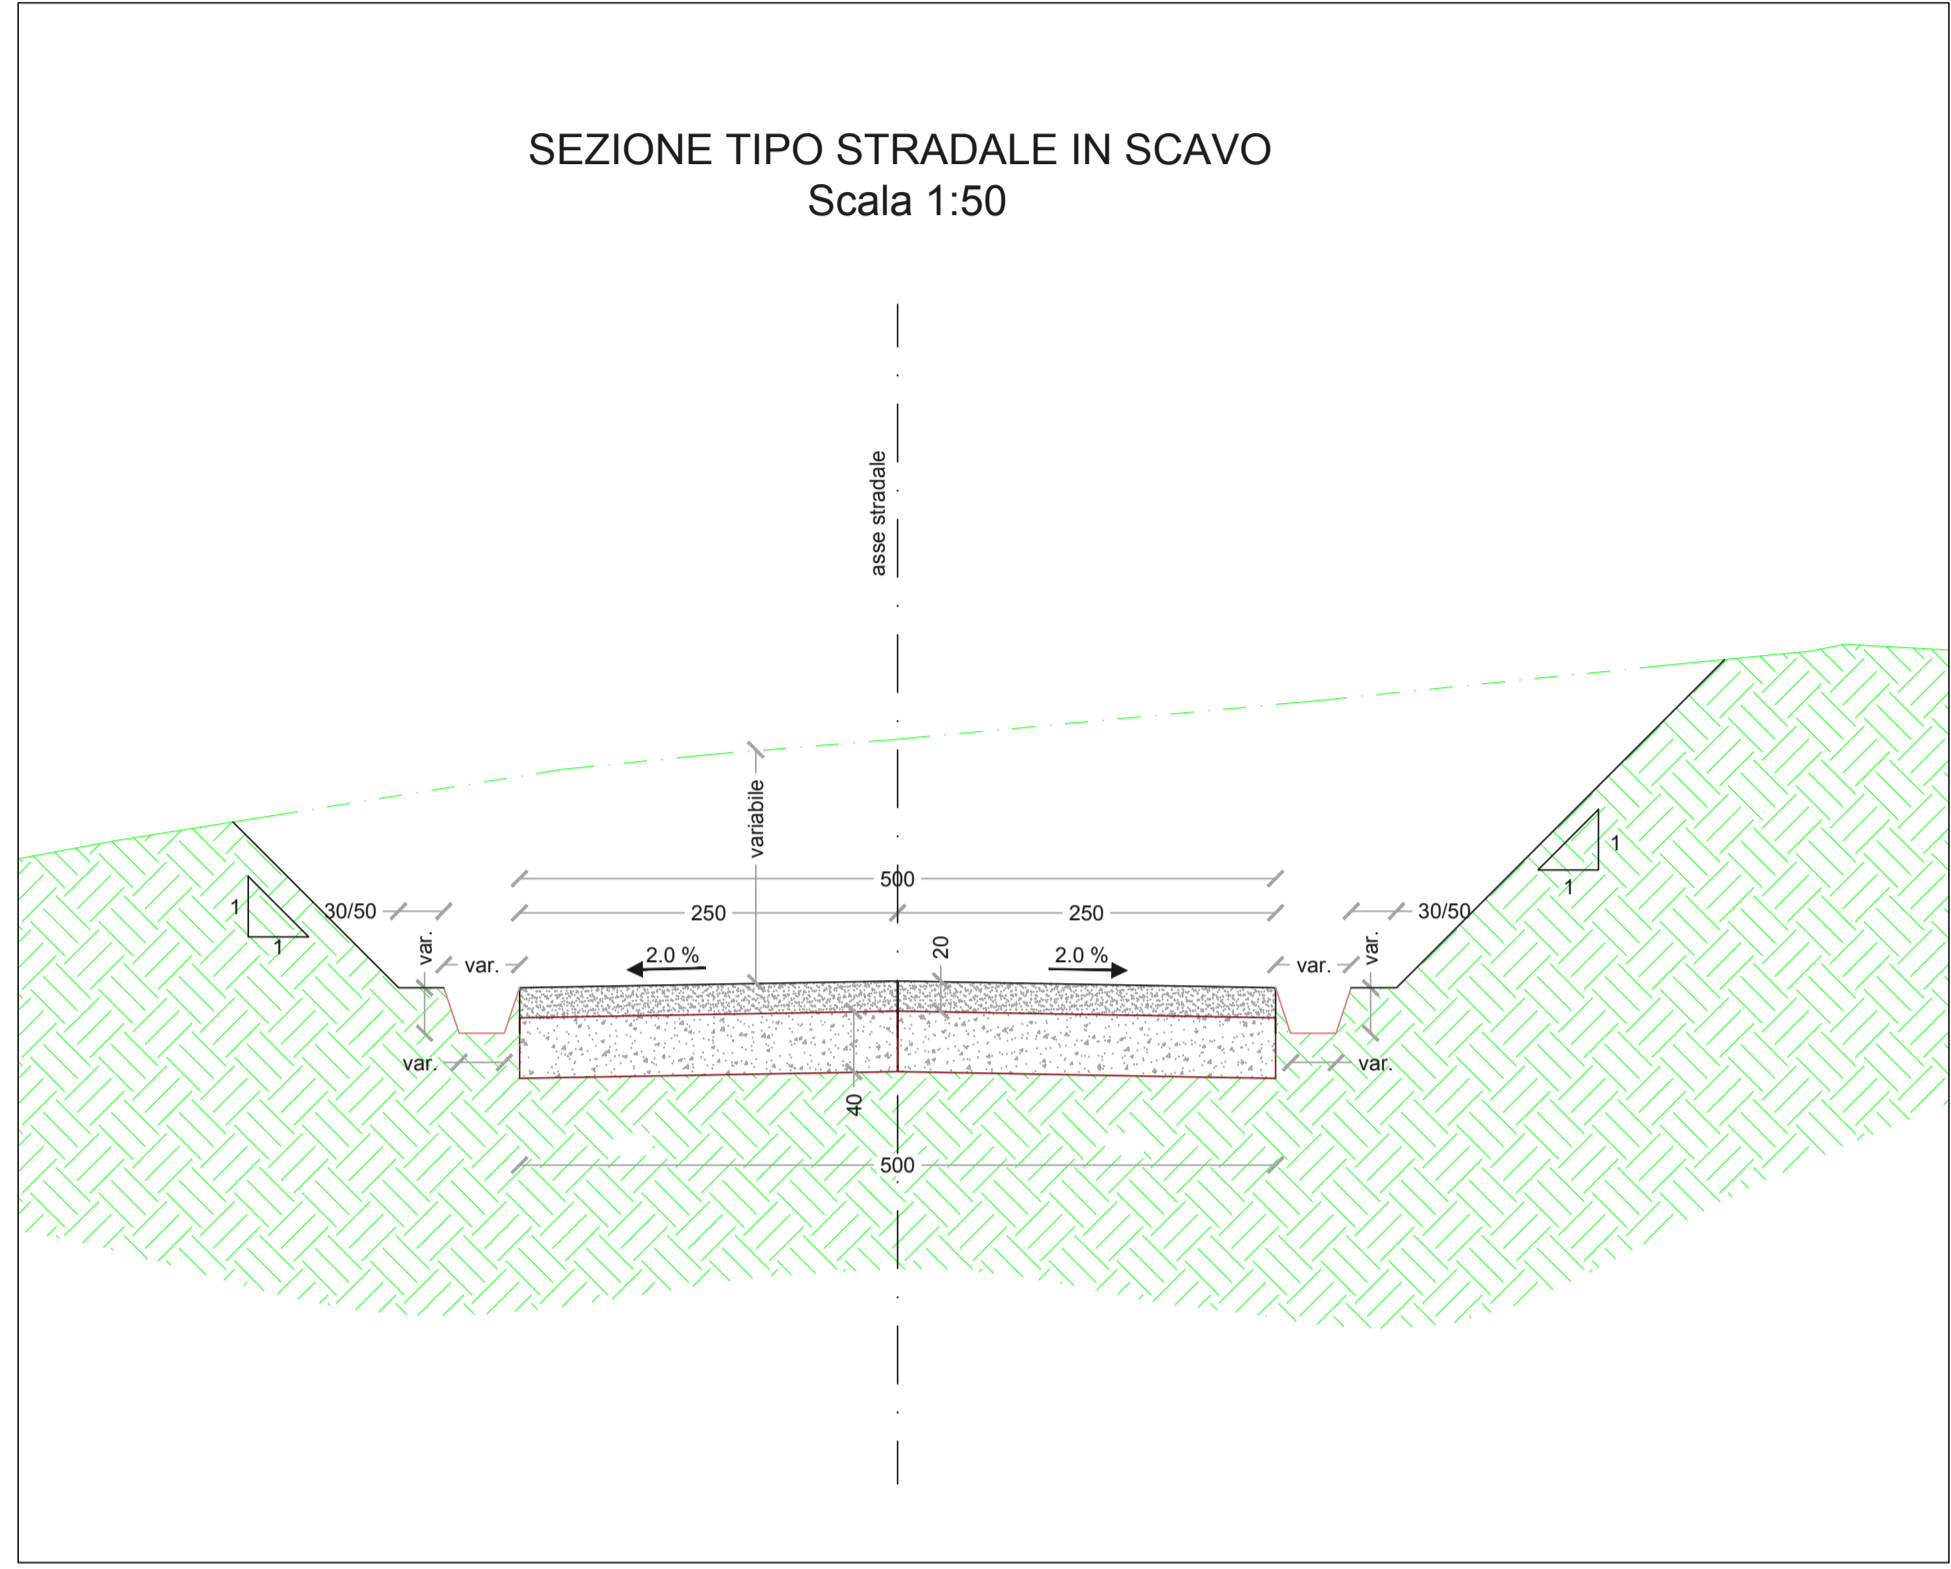 SEZIONE TIPO STRADALE IN SCAVO
Scala 1:50
asse stradale
variabile
500
250
250
30/50
30/50
1
1
1
1
var.
var.
var.
var.
2.0 %
2.0 %
20
var.
var.
40
500